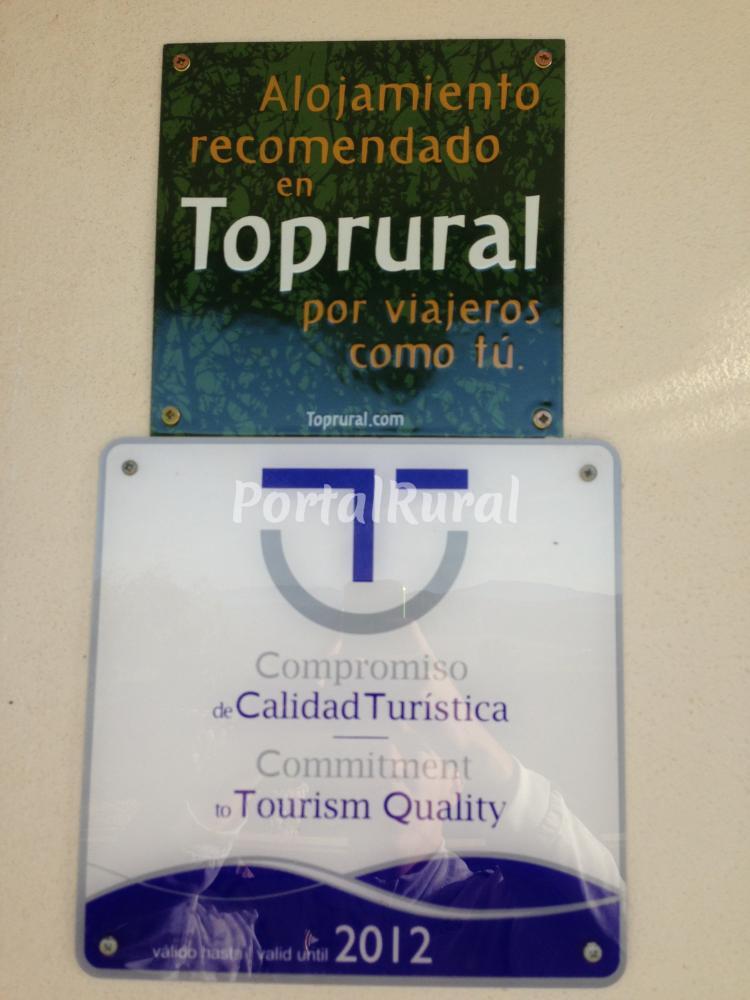 Alojamiento
recomendado
en
Toprural
por viajeros
como tú.
Toprural.com
PortalRural
Compromiso
de Calidad Turística
Commitment
to Tourism Quality
válido hasta / valid until 2012